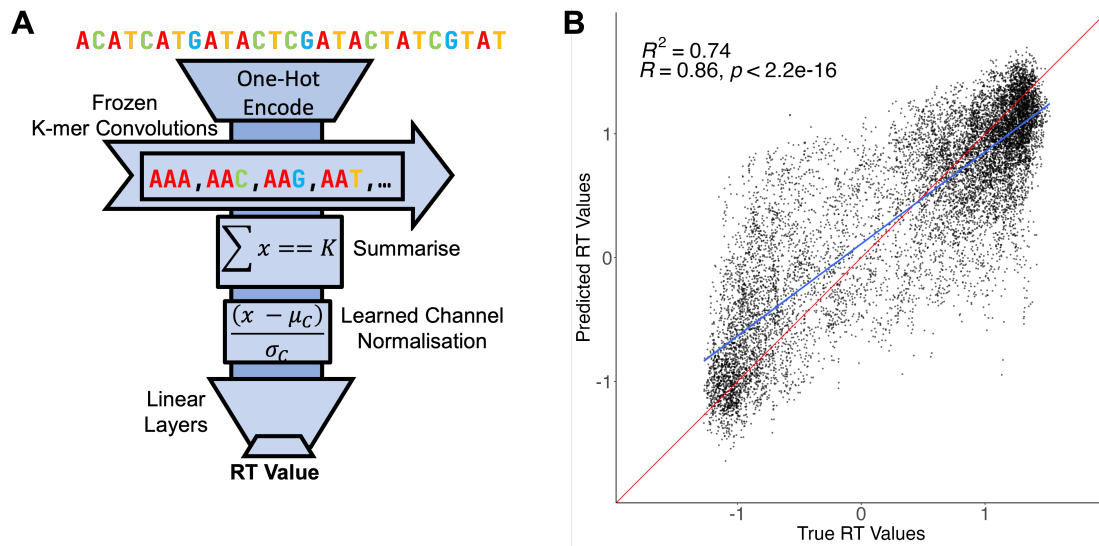 A
ACATCATGATACTCGATACTATCGTAT
One-Hot
Encode
Frozen
K-mer Convolutions
AAA,AAC,AAG,AAT,…
∑ x == K
Summarise
(x − μ_C)
σ_C
Learned Channel
Normalisation
Linear
Layers
RT Value
B
R² = 0.74
R = 0.86, p < 2.2e-16
Predicted RT Values
1
0
-1
-1
0
1
True RT Values